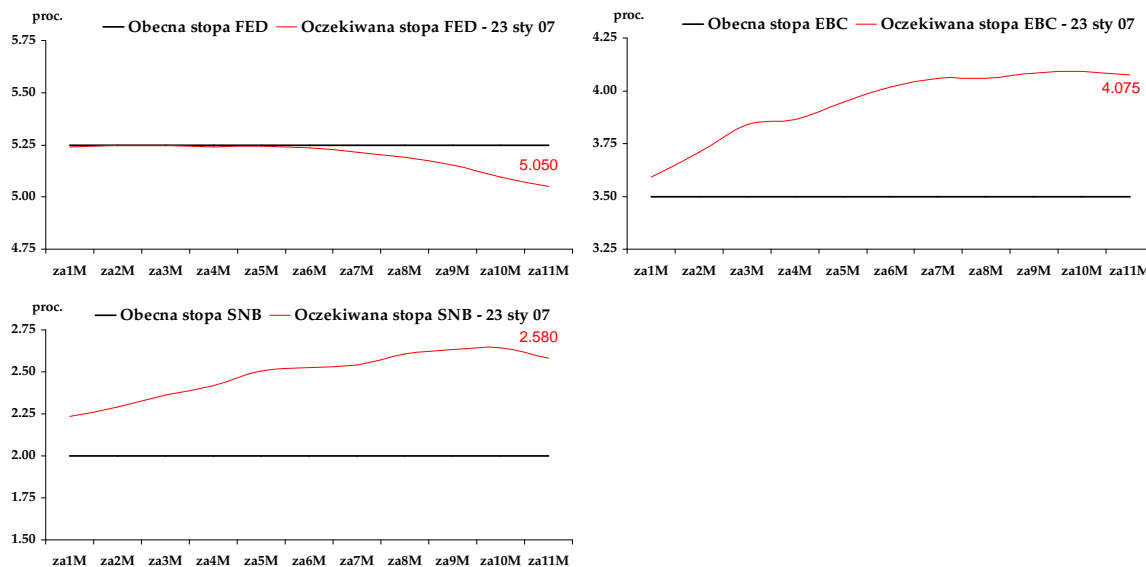 proc.
Obecna stopa FED Oczekiwana stopa FED - 23 sty 07
5.75
5.50
5.25
5.00
4.75
5.050
za1M za2M za3M za4M za5M za6M za7M za8M za9M za10M za11M
proc.
Obecna stopa EBC Oczekiwana stopa EBC - 23 sty 07
4.25
4.00
3.75
3.50
3.25
4.075
za1M za2M za3M za4M za5M za6M za7M za8M za9M za10M za11M
proc.
Obecna stopa SNB Oczekiwana stopa SNB - 23 sty 07
2.75
2.50
2.25
2.00
1.75
1.50
2.580
za1M za2M za3M za4M za5M za6M za7M za8M za9M za10M za11M